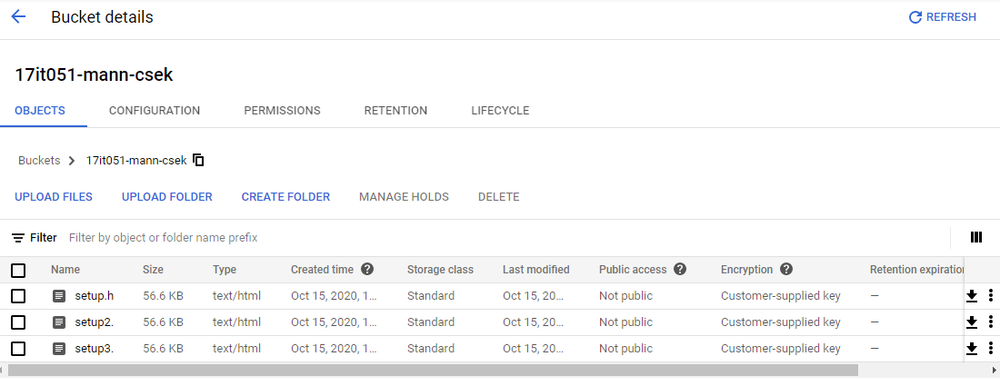 Bucket details REFRESH
17it051-mann-csek
OBJECTS CONFIGURATION PERMISSIONS RETENTION LIFECYCLE
Buckets 17it051-mann-csek
UPLOAD FILES UPLOAD FOLDER CREATE FOLDER MANAGE HOLDS DELETE
Filter Filter by object or folder name prefix
Name Size Type Created time Storage class Last modified Public access Encryption Retention expiration
setup.h 56.6 KB text/html Oct 15, 2020, 1... Standard Oct 15, 20... Not public Customer-supplied key —
setup2. 56.6 KB text/html Oct 15, 2020, 1... Standard Oct 15, 20... Not public Customer-supplied key —
setup3. 56.6 KB text/html Oct 15, 2020, 1... Standard Oct 15, 20... Not public Customer-supplied key —